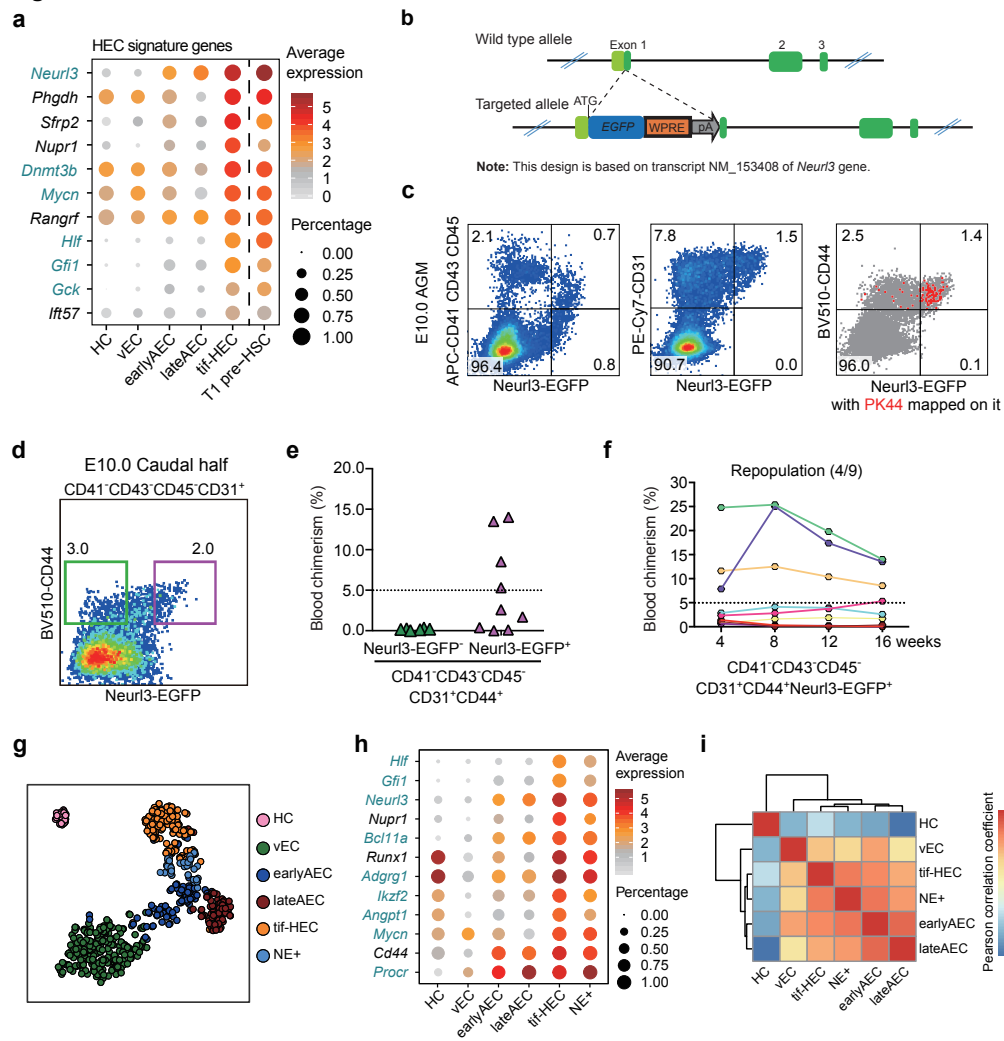 a
HEC signature genes
Neurl3
Phgdh
Sfrp2
Nupr1
Dnmt3b
Mycn
Rangrf
Hlf
Gfi1
Gck
Ift57
HC
vEC
earlyAEC
lateAEC
tif-HEC
T1 pre-HSC
Average
expression
5
4
3
2
1
0
Percentage
0.00
0.25
0.50
0.75
1.00
b
Wild type allele
Exon 1
2
3
Targeted allele
ATG
EGFP
WPRE
pA
Note: This design is based on transcript NM_153408 of Neurl3 gene.
c
E10.0 AGM
APC-CD41 CD43 CD45
2.1
0.7
96.4
0.8
Neurl3-EGFP
PE-Cy7-CD31
7.8
1.5
90.7
0.0
Neurl3-EGFP
BV510-CD44
2.5
1.4
96.0
0.1
Neurl3-EGFP
with PK44 mapped on it
d
E10.0 Caudal half
CD41-CD43-CD45-CD31+
BV510-CD44
3.0
2.0
Neurl3-EGFP
e
Blood chimerism (%)
20.0
15.0
10.0
5.0
0.0
Neurl3-EGFP-
Neurl3-EGFP+
CD41-CD43-CD45-
CD31+CD44+
f
Repopulation (4/9)
Blood chimerism (%)
30
25
20
15
10
5
0
4
8
12
16 weeks
CD41-CD43-CD45-
CD31+CD44+Neurl3-EGFP+
g
HC
vEC
earlyAEC
lateAEC
tif-HEC
NE+
h
Hlf
Gfi1
Neurl3
Nupr1
Bcl11a
Runx1
Adgrg1
Ikzf2
Angpt1
Mycn
Cd44
Procr
HC
vEC
earlyAEC
lateAEC
tif-HEC
NE+
Average
expression
5
4
3
2
1
Percentage
0.00
0.25
0.50
0.75
1.00
i
HC
vEC
tif-HEC
NE+
earlyAEC
lateAEC
HC
vEC
tif-HEC
NE+
earlyAEC
lateAEC
Pearson correlation coefficient